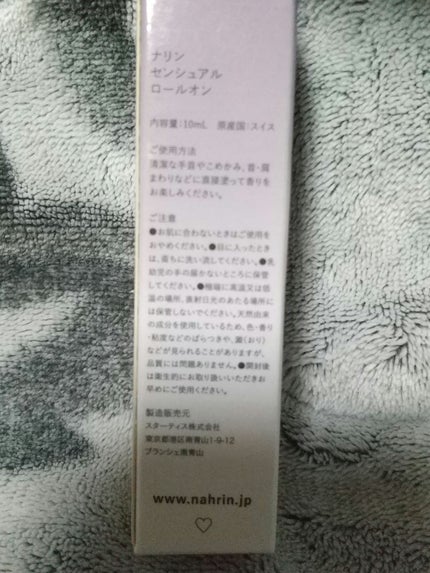 ナリン
センシュアル
ロールオン
内容量:10mL　原産国:スイス
ご使用方法
清潔な手首やこめかみ、首・肩
まわりなどに直接塗って香りを
お楽しみください。
ご注意
●お肌に合わないときはご使用を
おやめください。●目に入ったとき
は、直ちに洗い流してください。●乳
幼児の手の届かないところに保管
してください。●極端に高温又は低
温の場所、直射日光のあたる場所に
は保管しないでください。天然由来
の成分を使用しているため、色・香り
・粘度などのばらつきや、澱(おり)
などが見られることがありますが、
品質には問題ありません。●開封後
は衛生的にお取り扱いいただきお
早めにご使用ください。
製造販売元
スターティス株式会社
東京都港区南青山1-9-12
ブランシェ南青山
www.nahrin.jp